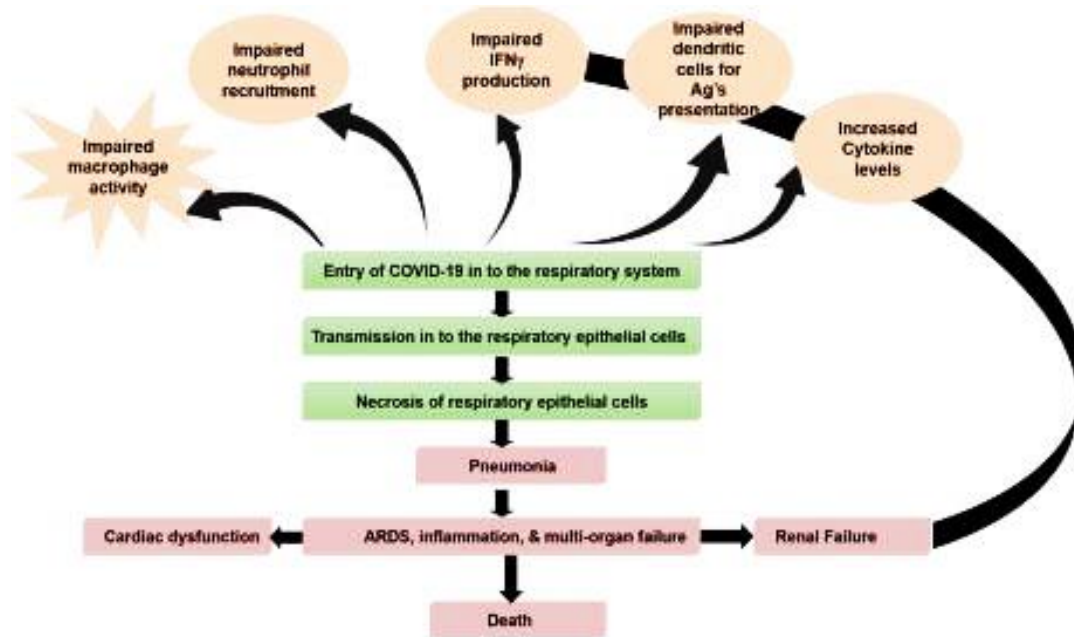 Impaired
neutrophil
recruitment
Impaired
IFNγ
production
Impaired
dendritic
cells for
Ag's
presentation
Impaired
macrophage
activity
Increased
Cytokine
levels
Entry of COVID-19 in to the respiratory system
Transmission in to the respiratory epithelial cells
Necrosis of respiratory epithelial cells
Pneumonia
Cardiac dysfunction
ARDS, inflammation, & multi-organ failure
Renal Failure
Death